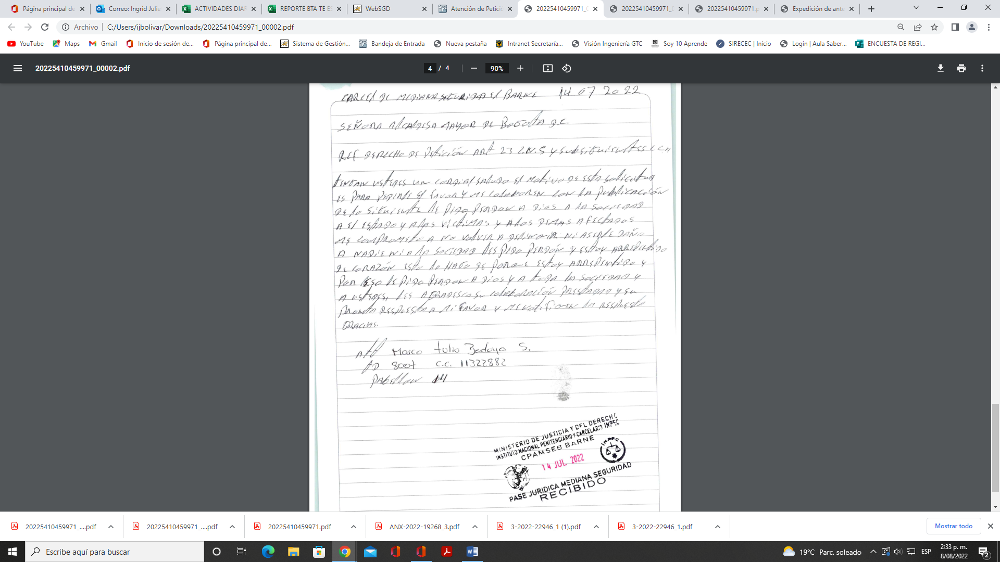 Página principal de
Correo: Ingrid Julie
ACTIVIDADES DIAR
REPORTE BTA TE ES
WebSGD
Atención de Petició
20225410459971_0
20225410459971_0
20225410459971.p
Expedición de ante
Archivo
C:/Users/ijbolivar/Downloads/20225410459971_00002.pdf
YouTube
Maps
Gmail
Inicio de sesión de...
Página principal de...
Sistema de Gestión...
Bandeja de Entrada
Nueva pestaña
Intranet Secretaría...
Visión Ingeniería GTC
Soy 10 Aprende
SIRECEC | Inicio
Login | Aula Saber...
ENCUESTA DE REGI...
20225410459971_00002.pdf
4 / 4
90%
CARCEL DE MEDIANA SEGURIDAD El BARNE 14 07 2022
SEÑORA AlCAlDESA MAYOR DE BOGOtA D.C.
REF DERECHO DE PEtICIÓN ARt 23 C.N.S y SUBSIGUIENTES C.C.A
tENGAN UStEDES UN CORDIAl SAlUDO El MOtIVO DE EStA SOlICItUD
ES PARA PEDIRlE El FAVOR Y ME COlABOREN CON lA PUBlICACIÓN
DE lO SIGUIENtE lE PIDO PERDON A DIOS A lA SOCIEDAD
A El EStADO Y A lAS VICtIMAS Y A lOS DEMAS AFECtADOS
ME COMPROMEtO A NO VOlVER A DElINQUIR NI ASERlE DAÑO
A NADIE NI A lA SOCIEDAD lES PIDO PERDÓN Y EStOY ARREPENtIDO
DE CORAZÓN EStO lO HAGO DE PORQUE EStOY ARREPENtIDO Y
POR ESO lE PIDO PERDON A DIOS Y A tODA lA SOCIEDAD Y
A UStEDES, lES AGRADESCO SU COlABORACIÓN PREStADA Y SU
PRONtA RESPUEStA A MI FAVOR Y ME NOtIFIQUEN lA RESPUEStA
GRACIAS.
Att Marco tulio Bedoya S.
tD 8007 C.C. 11322882
PABEllON 14
MINISTERIO DE JUSTICIA Y DEL DERECHO
INSTITUTO NACIONAL PENITENCIARIO Y CARCELARIO INPEC
CPAMSEB BARNE
INPEC
14 JUL 2022
PASE JURIDICA MEDIANA SEGURIDAD
RECIBIDO
20225410459971_....pdf
20225410459971_....pdf
20225410459971.pdf
ANX-2022-19268_3.pdf
3-2022-22946_1 (1).pdf
3-2022-22946_1.pdf
Mostrar todo
Escribe aquí para buscar
19°C Parc. soleado
ESP
2:33 p. m.
8/08/2022
2